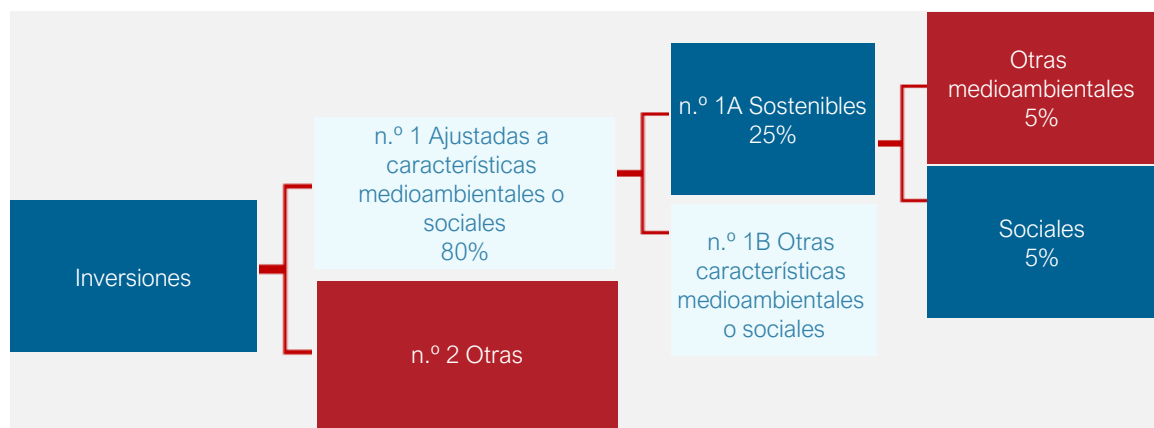 Inversiones
n.º 1 Ajustadas a
características
medioambientales o
sociales
80%
n.º 2 Otras
n.º 1A Sostenibles
25%
n.º 1B Otras
características
medioambientales
o sociales
Otras
medioambientales
5%
Sociales
5%